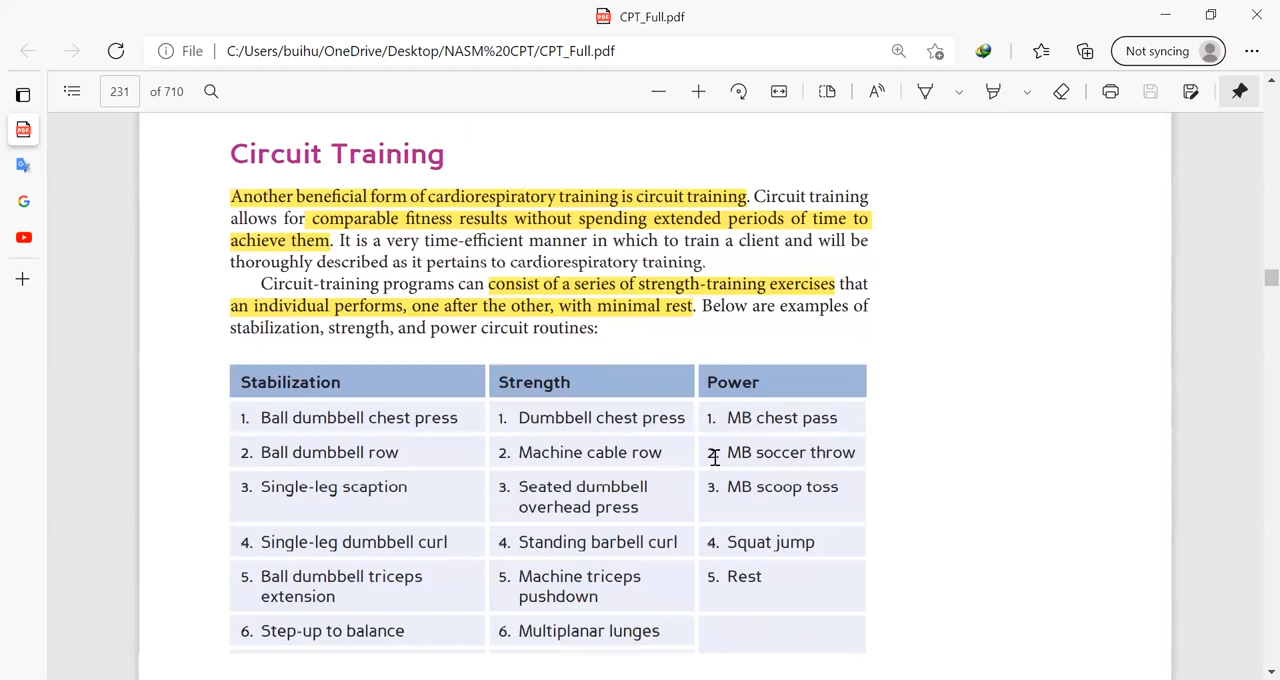 CPT_Full.pdf
File C:/Users/buihu/OneDrive/Desktop/NASM%20CPT/CPT_Full.pdf Not syncing
231 of 710
Circuit Training
Another beneficial form of cardiorespiratory training is circuit training. Circuit training
allows for comparable fitness results without spending extended periods of time to
achieve them. It is a very time-efficient manner in which to train a client and will be
thoroughly described as it pertains to cardiorespiratory training.
Circuit-training programs can consist of a series of strength-training exercises that
an individual performs, one after the other, with minimal rest. Below are examples of
stabilization, strength, and power circuit routines:
Stabilization Strength Power
1. Ball dumbbell chest press 1. Dumbbell chest press 1. MB chest pass
2. Ball dumbbell row 2. Machine cable row 2. MB soccer throw
3. Single-leg scaption 3. Seated dumbbell 3. MB scoop toss
overhead press
4. Single-leg dumbbell curl 4. Standing barbell curl 4. Squat jump
5. Ball dumbbell triceps 5. Machine triceps 5. Rest
extension pushdown
6. Step-up to balance 6. Multiplanar lunges